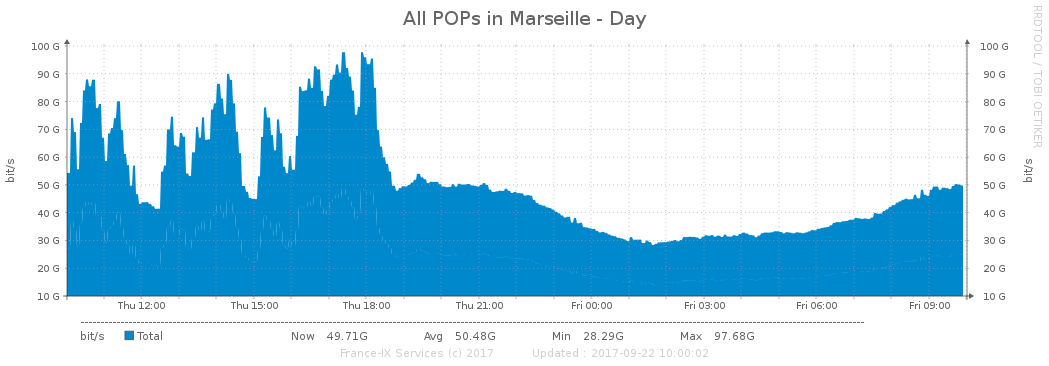 All POPs in Marseille - Day
RRDTOOL / TOBI OETIKER
bit/s
bit/s
100 G 100 G
90 G 90 G
80 G 80 G
70 G 70 G
60 G 60 G
50 G 50 G
40 G 40 G
30 G 30 G
20 G 20 G
10 G 10 G
Thu 12:00 Thu 15:00 Thu 18:00 Thu 21:00 Fri 00:00 Fri 03:00 Fri 06:00 Fri 09:00
bit/s Total Now 49.71G Avg 50.48G Min 28.29G Max 97.68G
France-IX Services (c) 2017 Updated : 2017-09-22 10:00:02